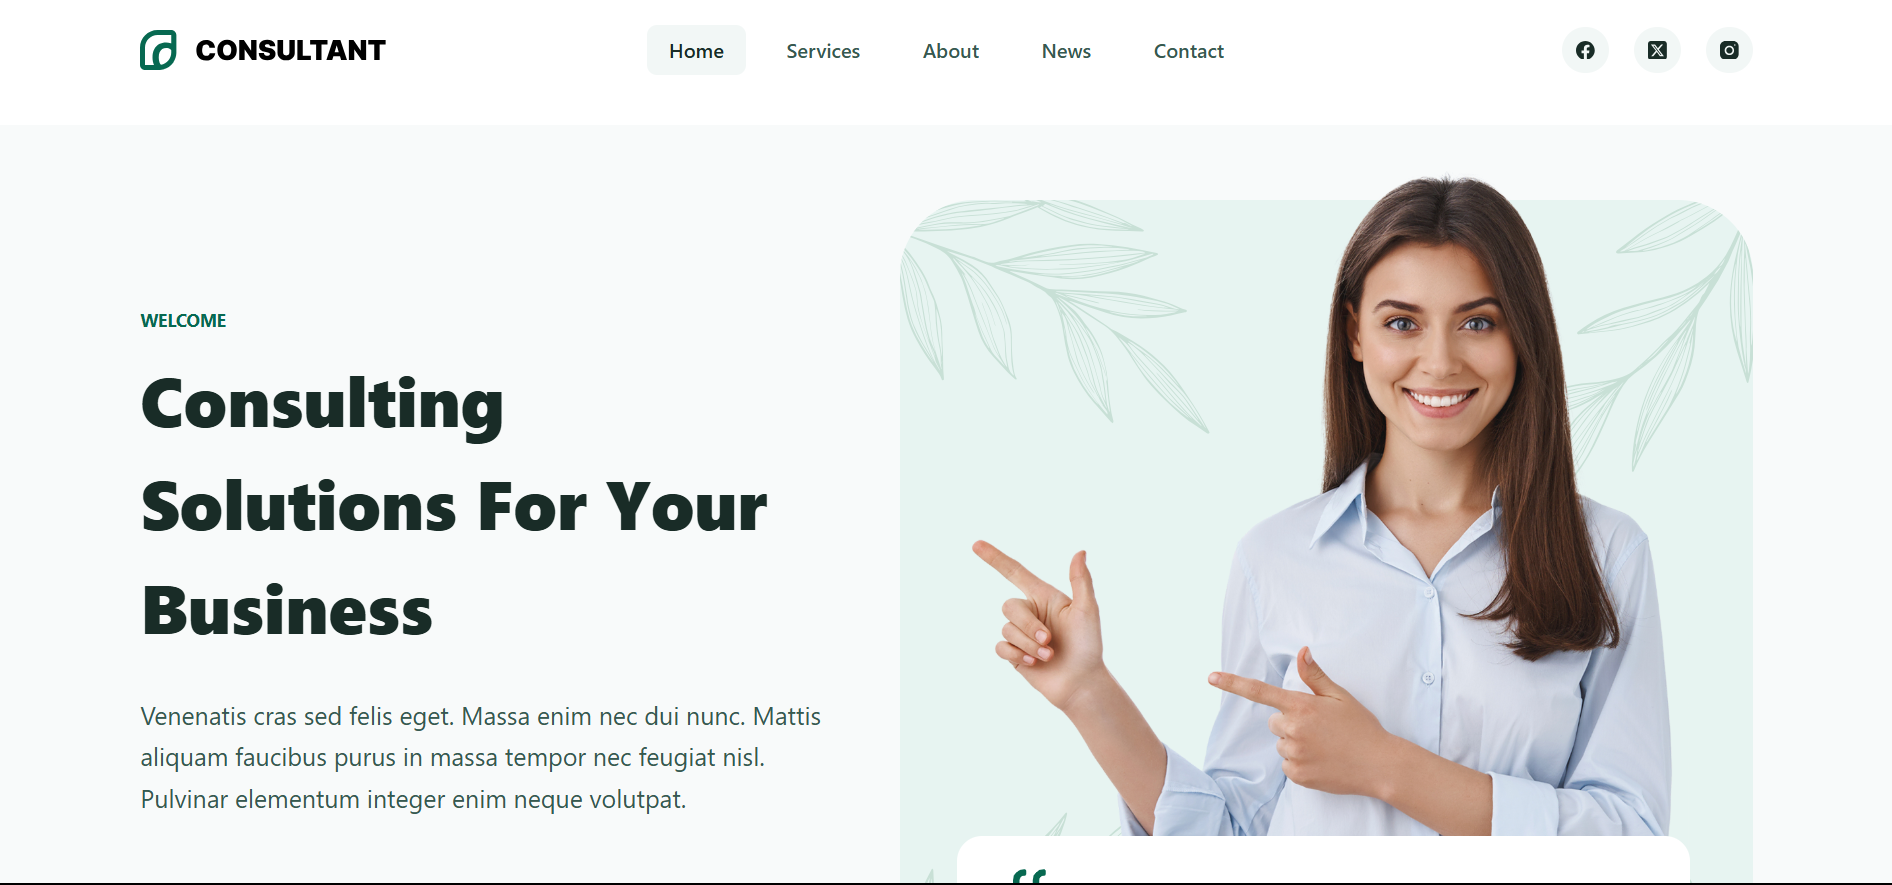 CONSULTANT
Home
Services
About
News
Contact
WELCOME
Consulting
Solutions For Your
Business
Venenatis cras sed felis eget. Massa enim nec dui nunc. Mattis
aliquam faucibus purus in massa tempor nec feugiat nisl.
Pulvinar elementum integer enim neque volutpat.